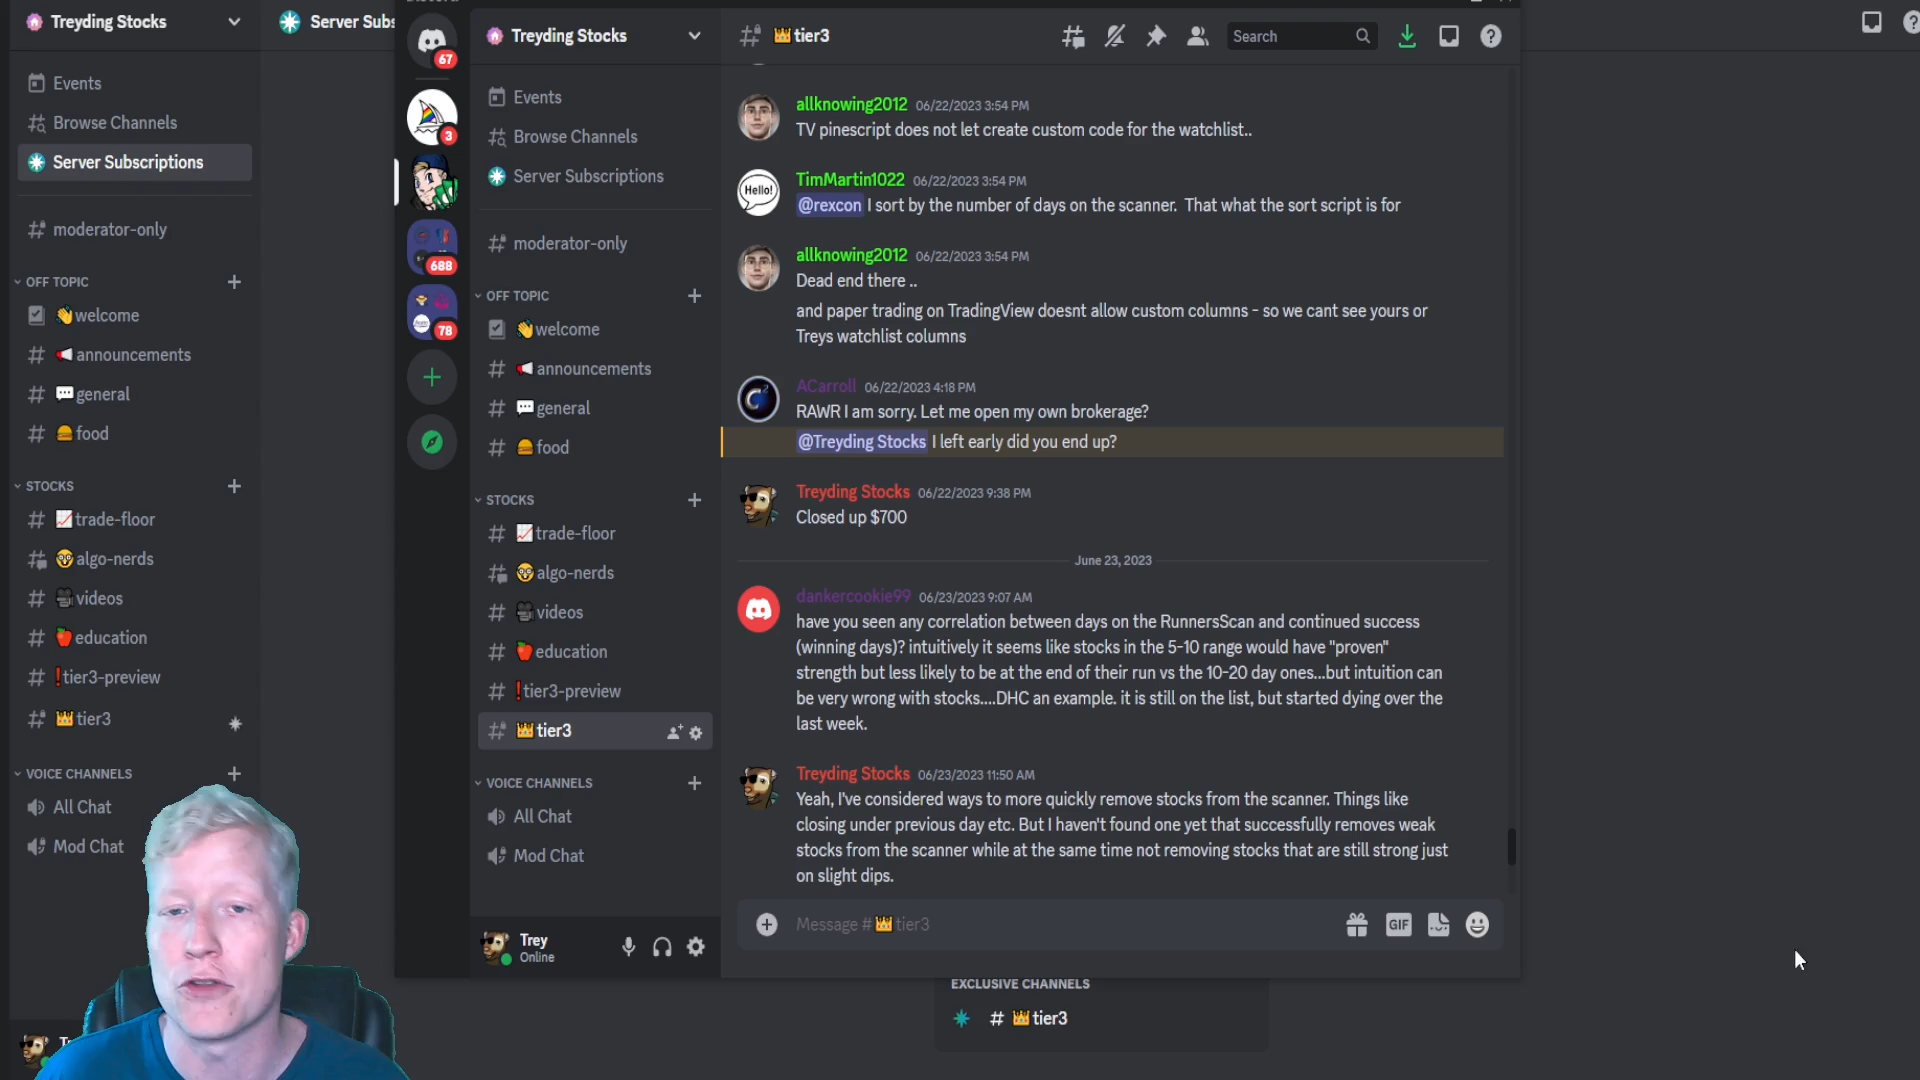 Treyding Stocks
Server Subs
Events
Browse Channels
Server Subscriptions
moderator-only
OFF TOPIC
welcome
announcements
general
food
STOCKS
trade-floor
algo-nerds
videos
education
tier3-preview
tier3
VOICE CHANNELS
All Chat
Mod Chat
67
3
688
78
Treyding Stocks
Events
Browse Channels
Server Subscriptions
moderator-only
OFF TOPIC
welcome
announcements
general
food
STOCKS
trade-floor
algo-nerds
videos
education
tier3-preview
tier3
VOICE CHANNELS
All Chat
Mod Chat
Trey
Online
tier3
Search
allknowing2012 06/22/2023 3:54 PM
TV pinescript does not let create custom code for the watchlist..
Hello!
TimMartin1022 06/22/2023 3:54 PM
@rexcon I sort by the number of days on the scanner. That what the sort script is for
allknowing2012 06/22/2023 3:54 PM
Dead end there ..
and paper trading on TradingView doesnt allow custom columns - so we cant see yours or
Treys watchlist columns
ACarroll 06/22/2023 4:18 PM
RAWR I am sorry. Let me open my own brokerage?
@Treyding Stocks I left early did you end up?
Treyding Stocks 06/22/2023 9:38 PM
Closed up $700
June 23, 2023
dankercookie99 06/23/2023 9:07 AM
have you seen any correlation between days on the RunnersScan and continued success
(winning days)? intuitively it seems like stocks in the 5-10 range would have "proven"
strength but less likely to be at the end of their run vs the 10-20 day ones...but intuition can
be very wrong with stocks....DHC an example. it is still on the list, but started dying over the
last week.
Treyding Stocks 06/23/2023 11:50 AM
Yeah, I've considered ways to more quickly remove stocks from the scanner. Things like
closing under previous day etc. But I haven't found one yet that successfully removes weak
stocks from the scanner while at the same time not removing stocks that are still strong just
on slight dips.
Message # tier3
GIF
EXCLUSIVE CHANNELS
# tier3